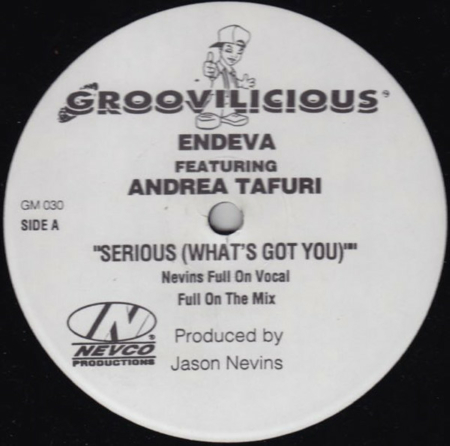 GROOVILICIOUS®
ENDEVA
FEATURING
ANDREA TAFURI
GM 030
SIDE A
"SERIOUS (WHAT'S GOT YOU)""
Nevins Full On Vocal
Full On The Mix
N®
NEVCO
PRODUCTIONS
Produced by
Jason Nevins